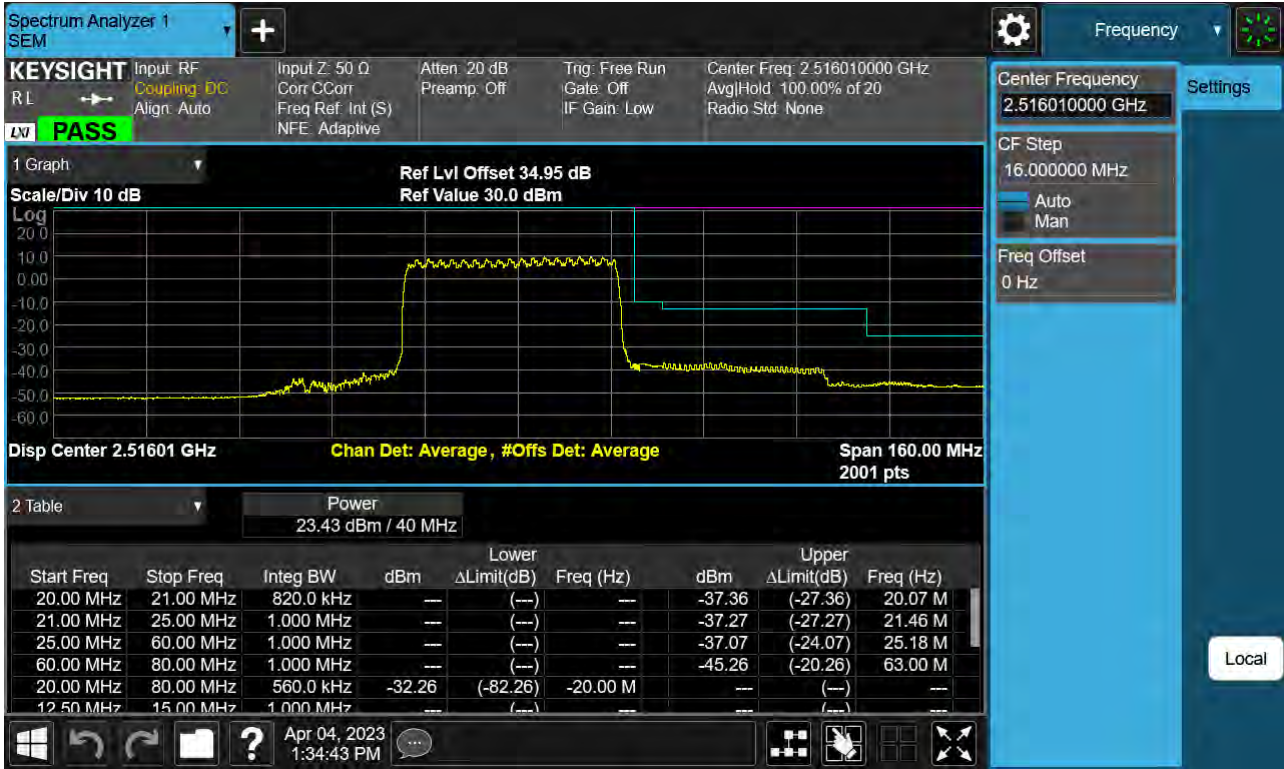 Spectrum Analyzer 1
SEM
Frequency
KEYSIGHT
R L
LXI
PASS
Input: RF
Coupling: DC
Align: Auto
Input Z: 50 Ω
Corr CCorr
Freq Ref: Int (S)
NFE: Adaptive
Atten: 20 dB
Preamp: Off
Trig: Free Run
Gate: Off
IF Gain: Low
Center Freq: 2.516010000 GHz
Avg|Hold: 100.00% of 20
Radio Std: None
Center Frequency
2.516010000 GHz
Settings
CF Step
16.000000 MHz
Auto
Man
Freq Offset
0 Hz
Local
1 Graph
Scale/Div 10 dB
Ref Lvl Offset 34.95 dB
Ref Value 30.0 dBm
Log
20.0
10.0
0.00
-10.0
-20.0
-30.0
-40.0
-50.0
-60.0
Disp Center 2.51601 GHz
Chan Det: Average, #Offs Det: Average
Span 160.00 MHz
2001 pts
2 Table
Power
23.43 dBm / 40 MHz
Lower Upper
Start Freq Stop Freq Integ BW dBm ΔLimit(dB) Freq (Hz) dBm ΔLimit(dB) Freq (Hz)
20.00 MHz 21.00 MHz 820.0 kHz --- (---) --- -37.36 (-27.36) 20.07 M
21.00 MHz 25.00 MHz 1.000 MHz --- (---) --- -37.27 (-27.27) 21.46 M
25.00 MHz 60.00 MHz 1.000 MHz --- (---) --- -37.07 (-24.07) 25.18 M
60.00 MHz 80.00 MHz 1.000 MHz --- (---) --- -45.26 (-20.26) 63.00 M
20.00 MHz 80.00 MHz 560.0 kHz -32.26 (-82.26) -20.00 M --- (---) ---
12.50 MHz 15.00 MHz 1.000 MHz --- (---) --- --- (---) ---
Apr 04, 2023
1:34:43 PM